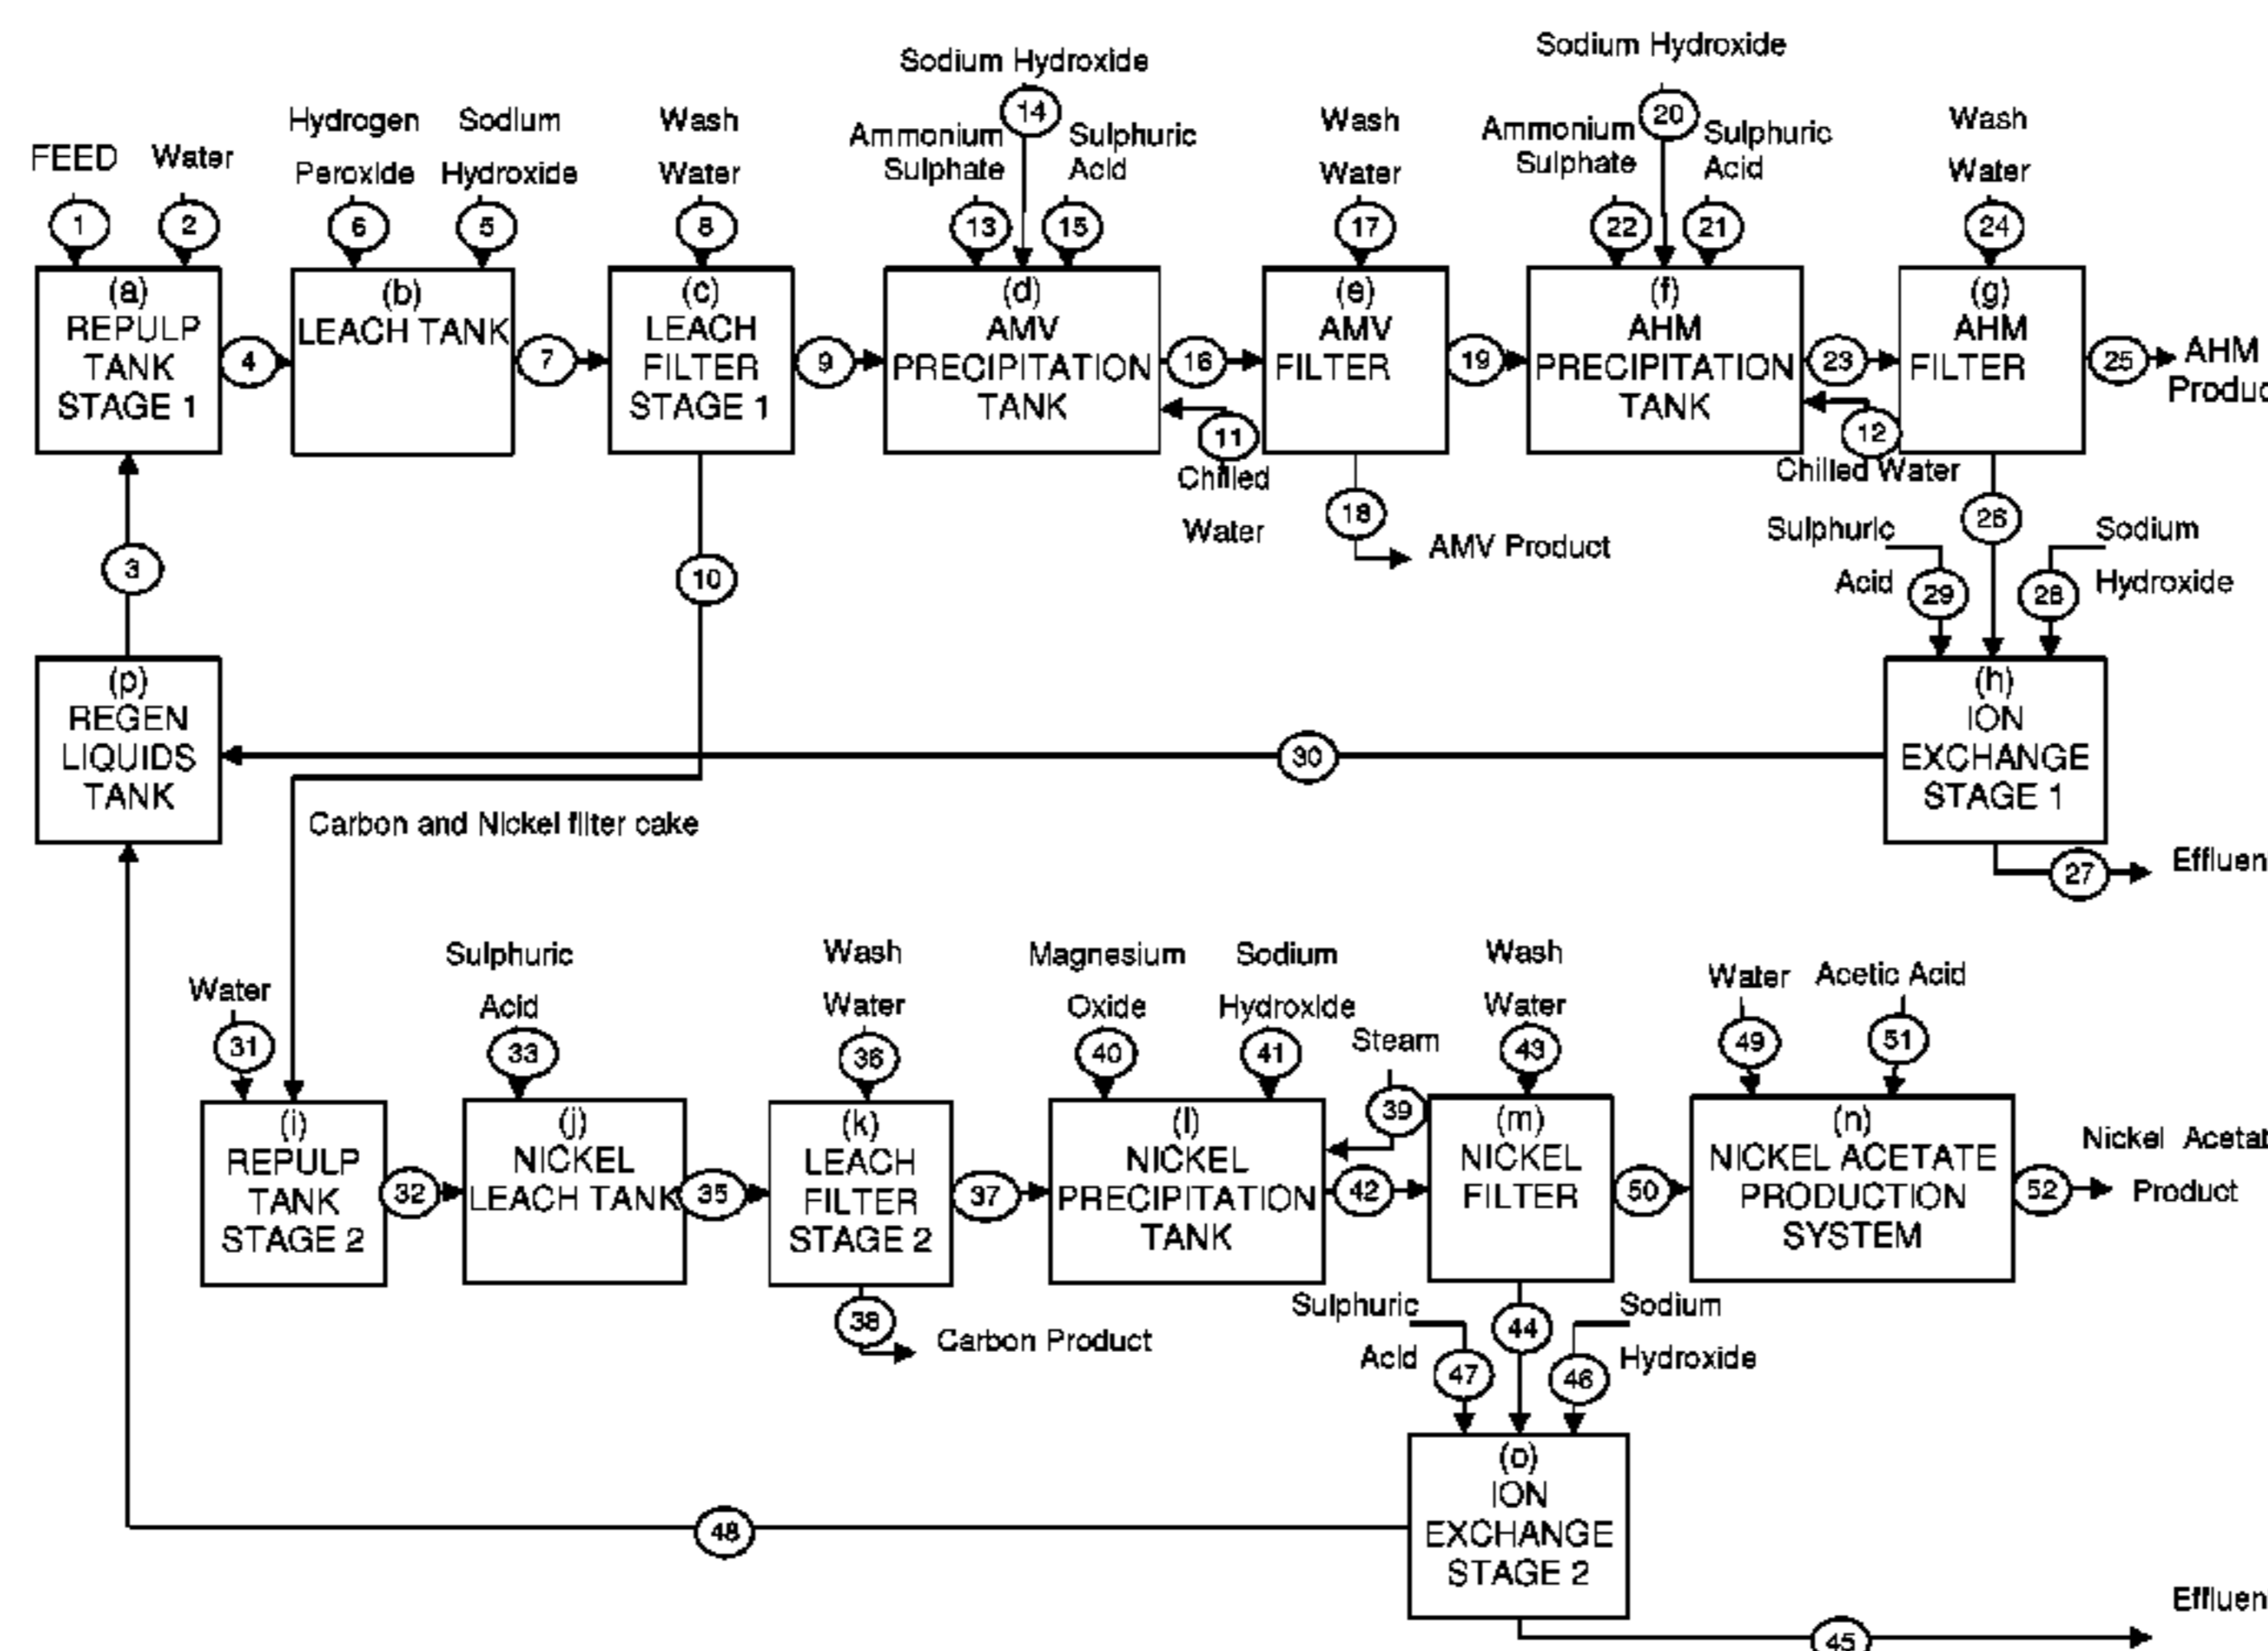 FEED
Water
Hydrogen
Peroxide
Sodium
Hydroxide
Wash
Water
Sodium Hydroxide
Ammonium
Sulphate
Sulphuric
Acid
Wash
Water
Sodium Hydroxide
Ammonium
Sulphate
Sulphuric
Acid
Wash
Water
1
2
6
5
8
14
13
15
17
20
22
21
24
(a)
REPULP
TANK
STAGE 1
4
(b)
LEACH TANK
7
(c)
LEACH
FILTER
STAGE 1
9
(d)
AMV
PRECIPITATION
TANK
16
11
Chilled
Water
(e)
AMV
FILTER
18
AMV Product
19
(f)
AHM
PRECIPITATION
TANK
23
12
Chilled Water
(g)
AHM
FILTER
25
AHM
Produc
3
10
26
Sulphuric
Acid
29
Sodium
Hydroxide
28
(p)
REGEN
LIQUIDS
TANK
30
(h)
ION
EXCHANGE
STAGE 1
27
Effluen
Carbon and Nickel filter cake
Water
31
Sulphuric
Acid
33
Wash
Water
36
Magnesium
Oxide
40
Sodium
Hydroxide
41
Steam
39
Wash
Water
43
Water
49
Acetic Acid
51
(i)
REPULP
TANK
STAGE 2
32
(j)
NICKEL
LEACH TANK
35
(k)
LEACH
FILTER
STAGE 2
37
38
Carbon Product
(l)
NICKEL
PRECIPITATION
TANK
42
(m)
NICKEL
FILTER
50
(n)
NICKEL ACETATE
PRODUCTION
SYSTEM
52
Nickel Acetat
Product
Sulphuric
Acid
47
44
Sodium
Hydroxide
46
48
(o)
ION
EXCHANGE
STAGE 2
45
Effluen